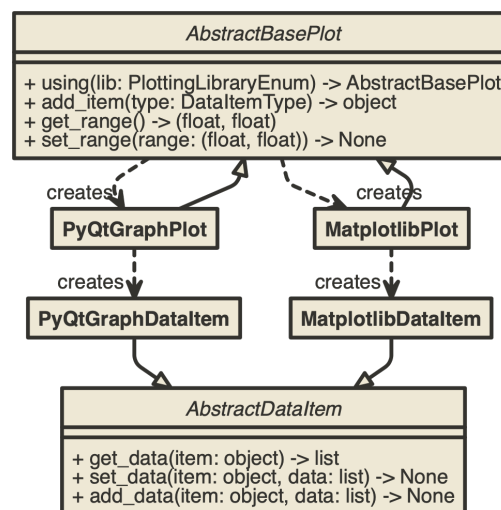 AbstractBasePlot
+ using(lib: PlottingLibraryEnum) -> AbstractBasePlot
+ add_item(type: DataItemType) -> object
+ get_range() -> (float, float)
+ set_range(range: (float, float)) -> None
creates creates
PyQtGraphPlot MatplotlibPlot
creates creates
PyQtGraphDataItem MatplotlibDataItem
AbstractDataItem
+ get_data(item: object) -> list
+ set_data(item: object, data: list) -> None
+ add_data(item: object, data: list) -> None